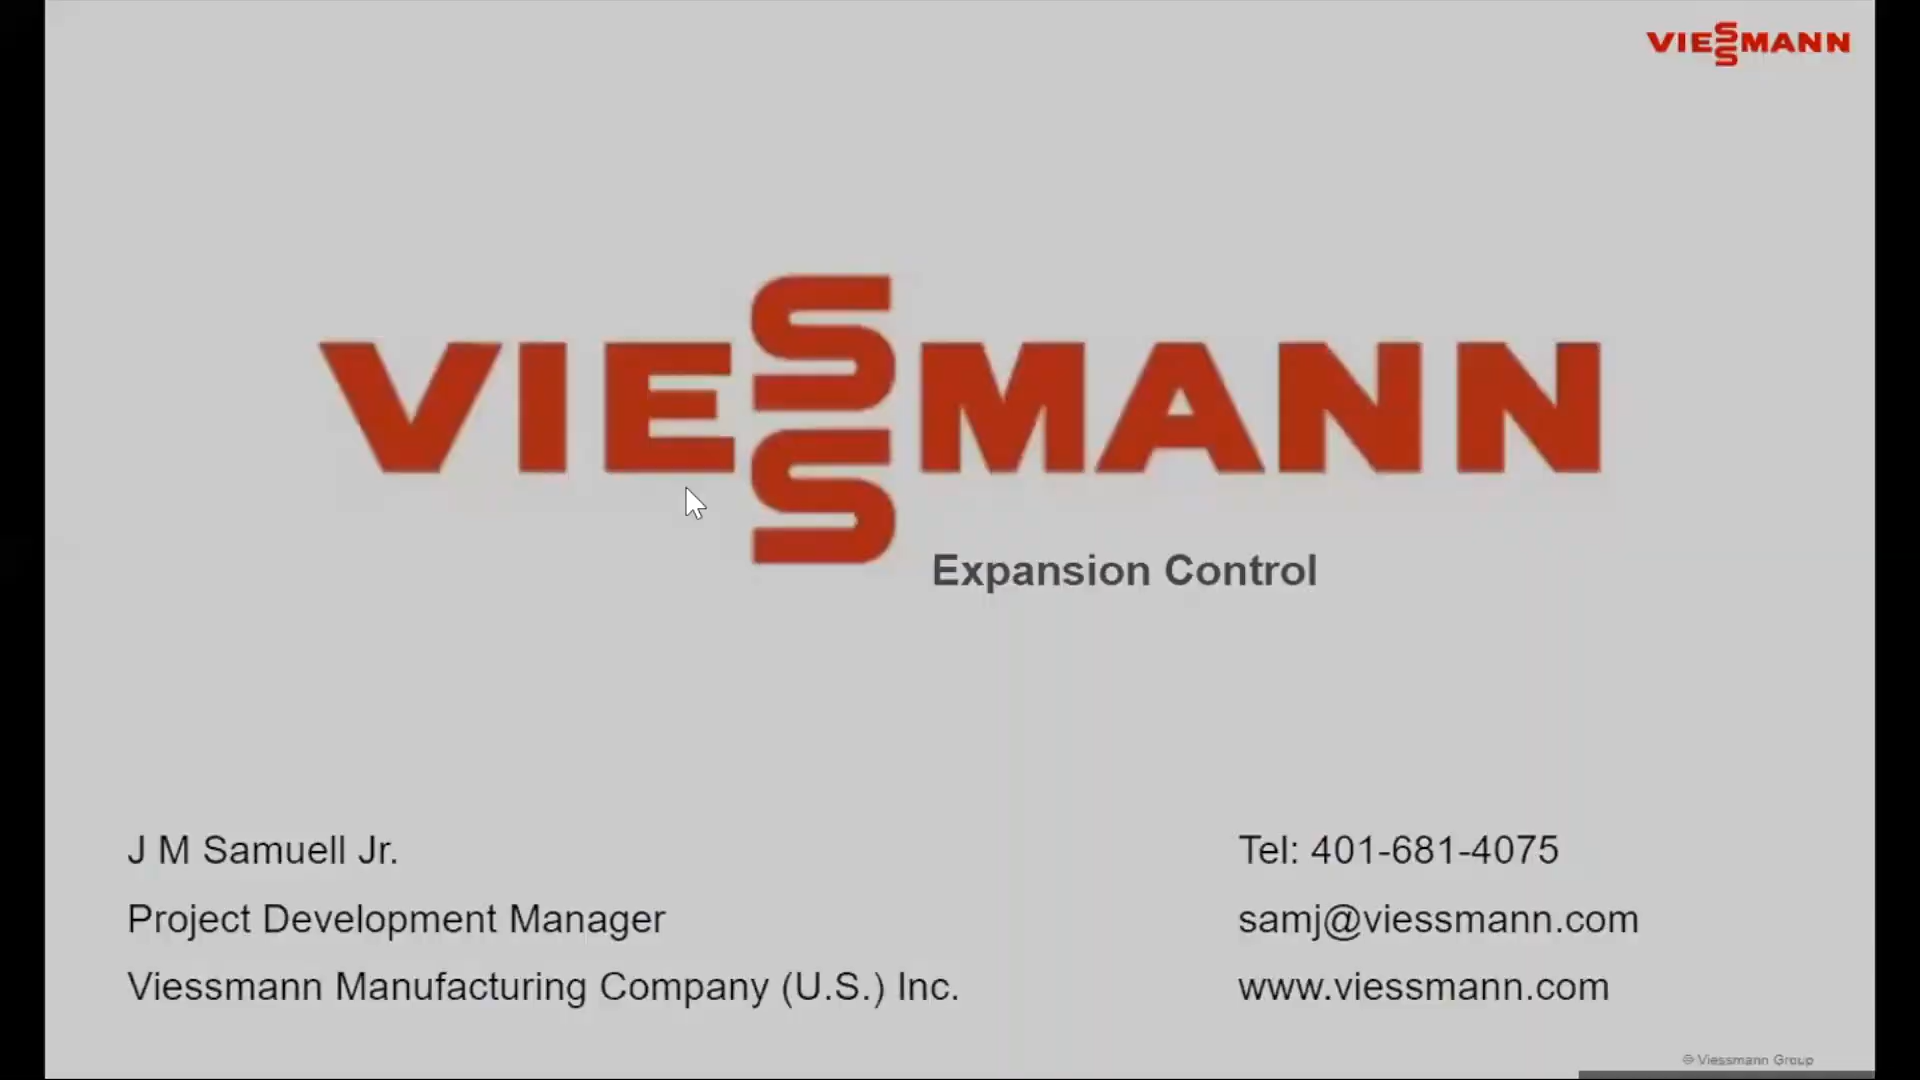 VIESSMANN
VIESSMANN
Expansion Control
J M Samuell Jr.
Project Development Manager
Viessmann Manufacturing Company (U.S.) Inc.
Tel: 401-681-4075
samj@viessmann.com
www.viessmann.com
© Viessmann Group